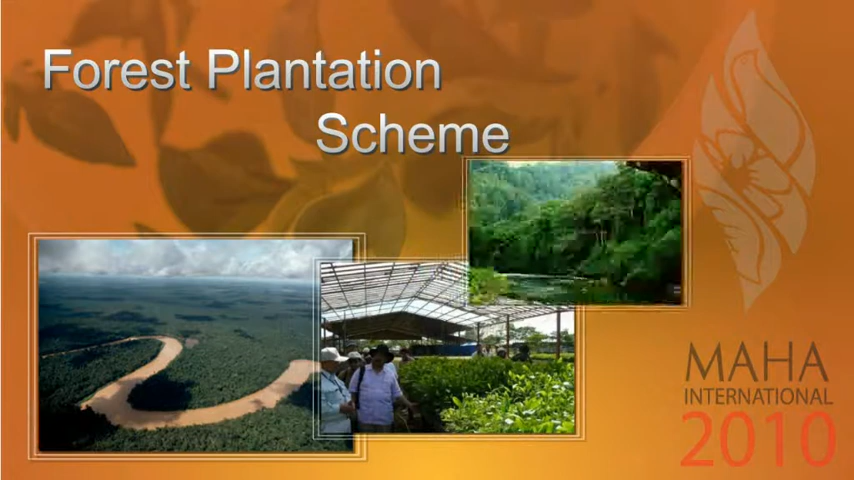 Forest Plantation
Scheme
MAHA
INTERNATIONAL
2010